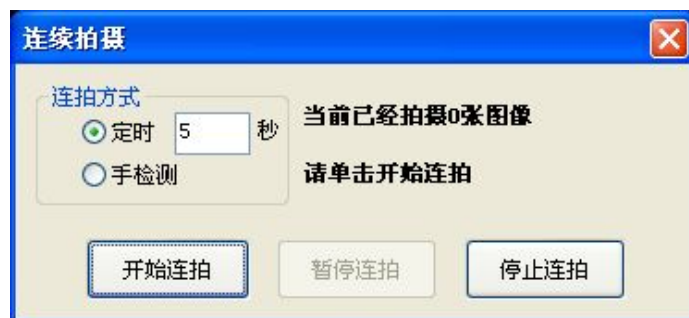 连续拍摄
连拍方式
定时 5 秒
手检测
当前已经拍摄0张图像
请单击开始连拍
开始连拍 暂停连拍 停止连拍